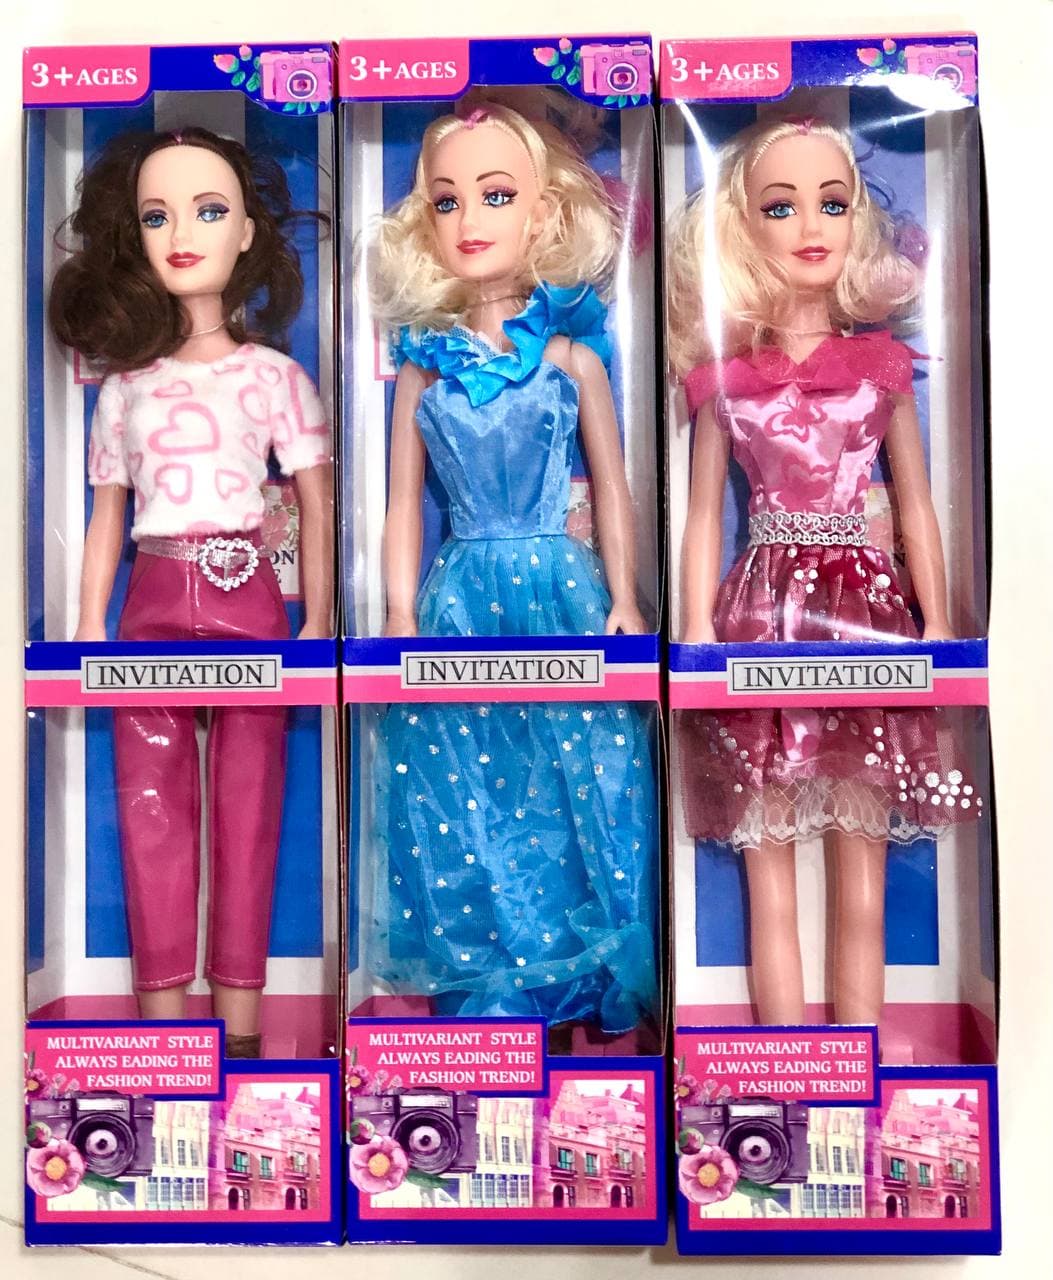 3+AGES
3+AGES
3+AGES
ON
INVITATION
INVITATION
INVITATION
MULTIVARIANT STYLE
ALWAYS EADING THE
FASHION TREND!
MULTIVARIANT STYLE
ALWAYS EADING THE
FASHION TREND!
MULTIVARIANT STYLE
ALWAYS EADING THE
FASHION TREND!